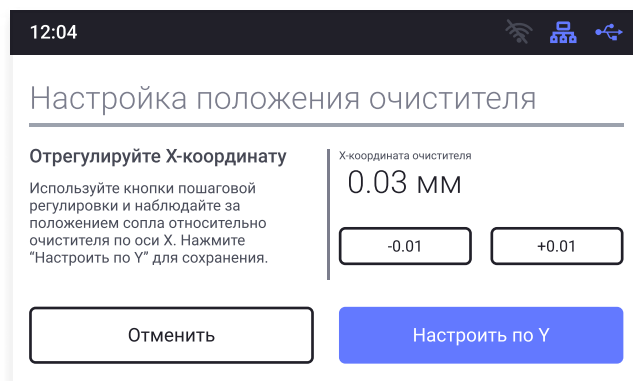 12:04
Настройка положения очистителя
Отрегулируйте X-координату
Используйте кнопки пошаговой
регулировки и наблюдайте за
положением сопла относительно
очистителя по оси X. Нажмите
“Настроить по Y” для сохранения.
X-координата очистителя
0.03 мм
-0.01
+0.01
Отменить
Настроить по Y